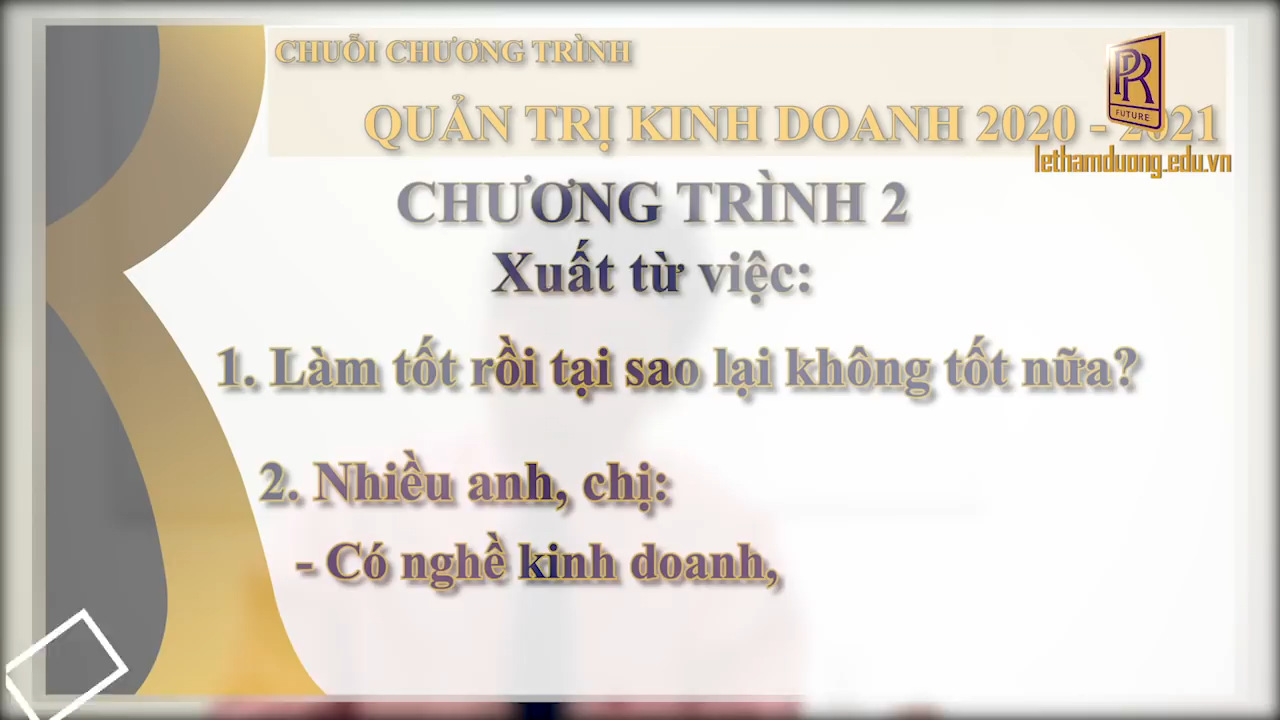 CHUỖI CHƯƠNG TRÌNH
QUẢN TRỊ KINH DOANH 2020 - 2021
PR
FUTURE
lethamduong.edu.vn
CHƯƠNG TRÌNH 2
Xuất từ việc:
1. Làm tốt rồi tại sao lại không tốt nữa?
2. Nhiều anh, chị:
- Có nghề kinh doanh,